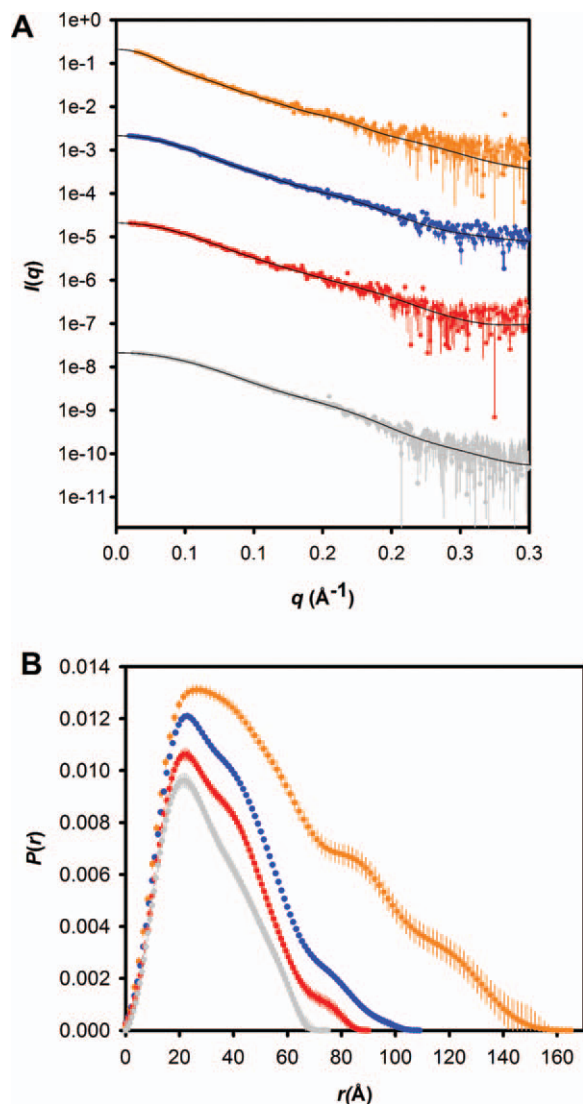 A
1e+0
1e-1
1e-2
1e-3
1e-4
1e-5
1e-6
1e-7
1e-8
1e-9
1e-10
1e-11
I(q)
0.0 0.1 0.1 0.2 0.2 0.3 0.3
q (Å-1)
B
0.014
0.012
0.010
0.008
0.006
0.004
0.002
0.000
P(r)
0 20 40 60 80 100 120 140 160
r(Å)